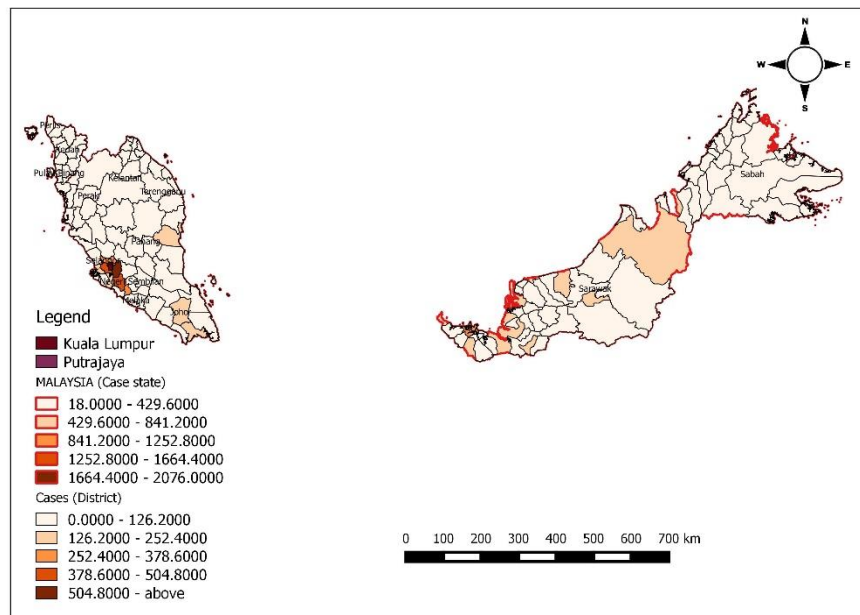 N
W E
S
Perlis
Kedah
Pulau Pinang
Kelantan
Terengganu
Perak
Pahang
Selangor
Negeri Sembilan
Melaka
Johor
Sabah
Sarawak
Legend
Kuala Lumpur
Putrajaya
MALAYSIA (Case state)
18.0000 - 429.6000
429.6000 - 841.2000
841.2000 - 1252.8000
1252.8000 - 1664.4000
1664.4000 - 2076.0000
Cases (District)
0.0000 - 126.2000
126.2000 - 252.4000
252.4000 - 378.6000
378.6000 - 504.8000
504.8000 - above
0 100 200 300 400 500 600 700 km